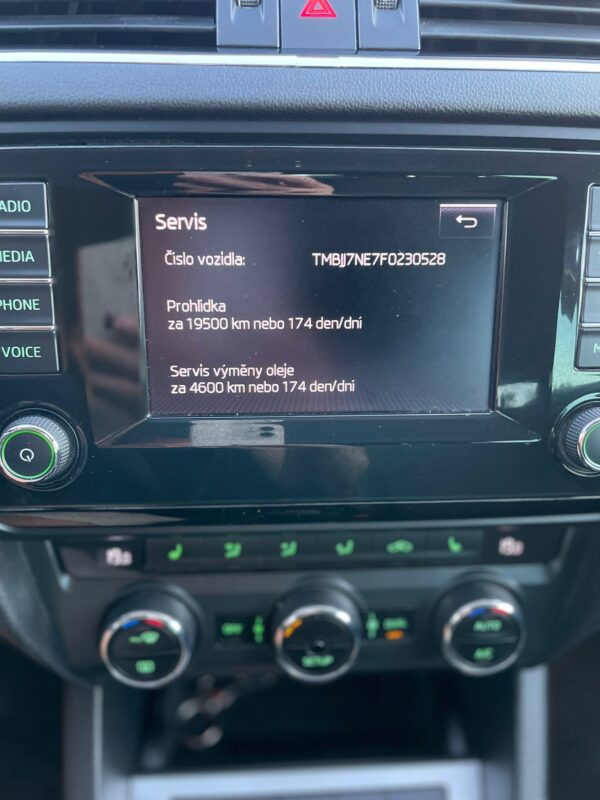 Servis
Číslo vozidla: TMBJJ7NE7F0230528
Prohlídka
za 19500 km nebo 174 den/dní
Servis výměny oleje
za 4600 km nebo 174 den/dní
ADIO
MEDIA
PHONE
VOICE
M
OFF
SETUP
AUTO
A/C